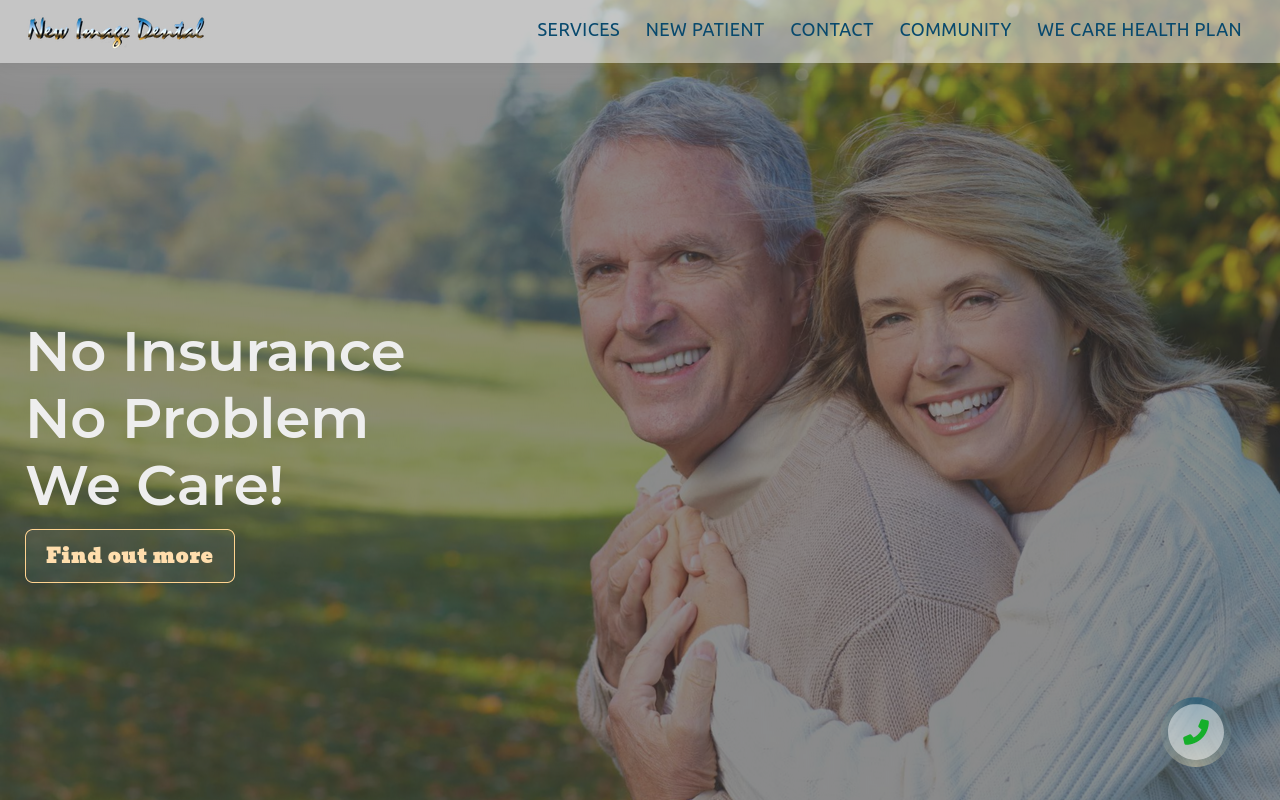 New Image Dental
SERVICES NEW PATIENT CONTACT COMMUNITY WE CARE HEALTH PLAN
No Insurance
No Problem
We Care!
Find out more